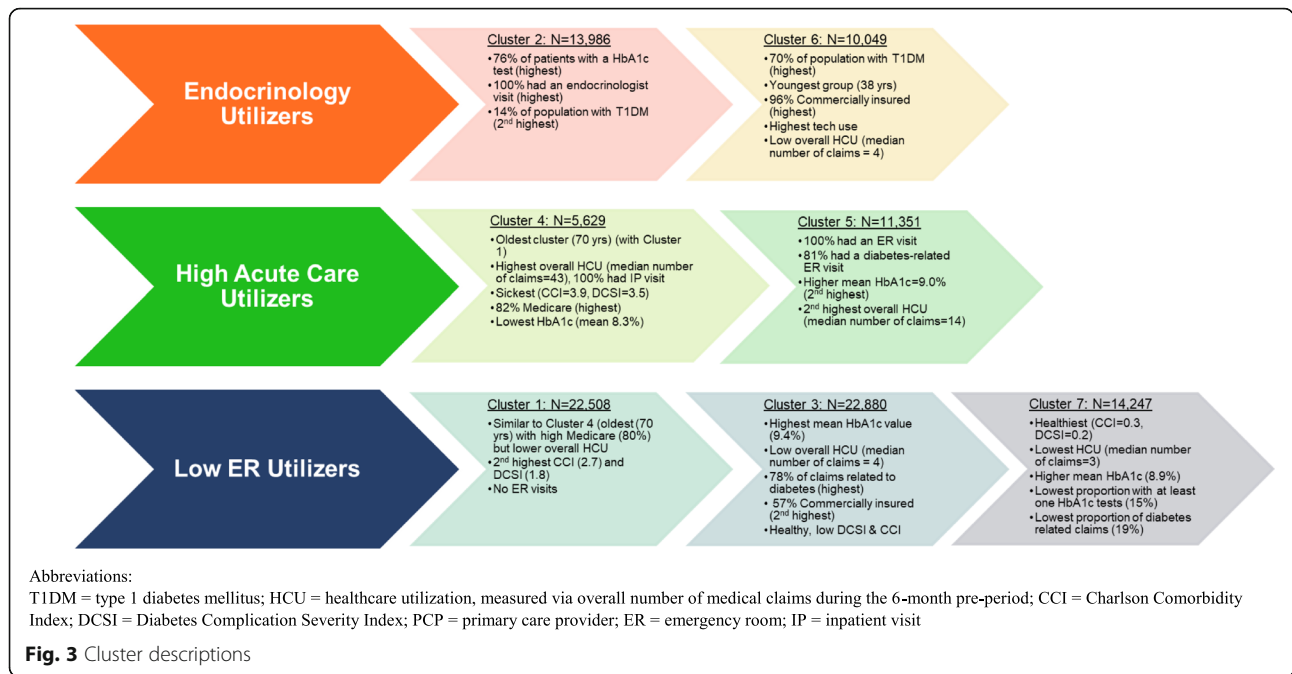 Endocrinology
Utilizers
Cluster 2: N=13,986
•76% of patients with a HbA1c
test (highest)
•100% had an endocrinologist
visit (highest)
•14% of population with T1DM
(2nd highest)
Cluster 6: N=10,049
•70% of population with T1DM
(highest)
•Youngest group (38 yrs)
•96% Commercially insured
(highest)
•Highest tech use
•Low overall HCU (median
number of claims = 4)
High Acute Care
Utilizers
Cluster 4: N=5,629
•Oldest cluster (70 yrs) (with Cluster
1)
•Highest overall HCU (median number
of claims=43), 100% had IP visit
•Sickest (CCI=3.9, DCSI=3.5)
•82% Medicare (highest)
•Lowest HbA1c (mean 8.3%)
Cluster 5: N=11,351
•100% had an ER visit
•81% had a diabetes-related
ER visit
•Higher mean HbA1c=9.0%
(2nd highest)
•2nd highest overall HCU
(median number of claims=14)
Low ER Utilizers
Cluster 1: N=22,508
•Similar to Cluster 4 (oldest (70
yrs) with high Medicare (80%)
but lower overall HCU
•2nd highest CCI (2.7) and
DCSI (1.8)
•No ER visits
Cluster 3: N=22,880
•Highest mean HbA1c value
(9.4%)
•Low overall HCU (median
number of claims = 4)
•78% of claims related to
diabetes (highest)
• 57% Commercially insured
(2nd highest)
•Healthy, low DCSI & CCI
Cluster 7: N=14,247
•Healthiest (CCI=0.3,
DCSI=0.2)
•Lowest HCU (median number
of claims=3)
•Higher mean HbA1c (8.9%)
•Lowest proportion with at least
one HbA1c tests (15%)
•Lowest proportion of diabetes
related claims (19%)
Abbreviations:
T1DM = type 1 diabetes mellitus; HCU = healthcare utilization, measured via overall number of medical claims during the 6-month pre-period; CCI = Charlson Comorbidity
Index; DCSI = Diabetes Complication Severity Index; PCP = primary care provider; ER = emergency room; IP = inpatient visit
Fig. 3 Cluster descriptions